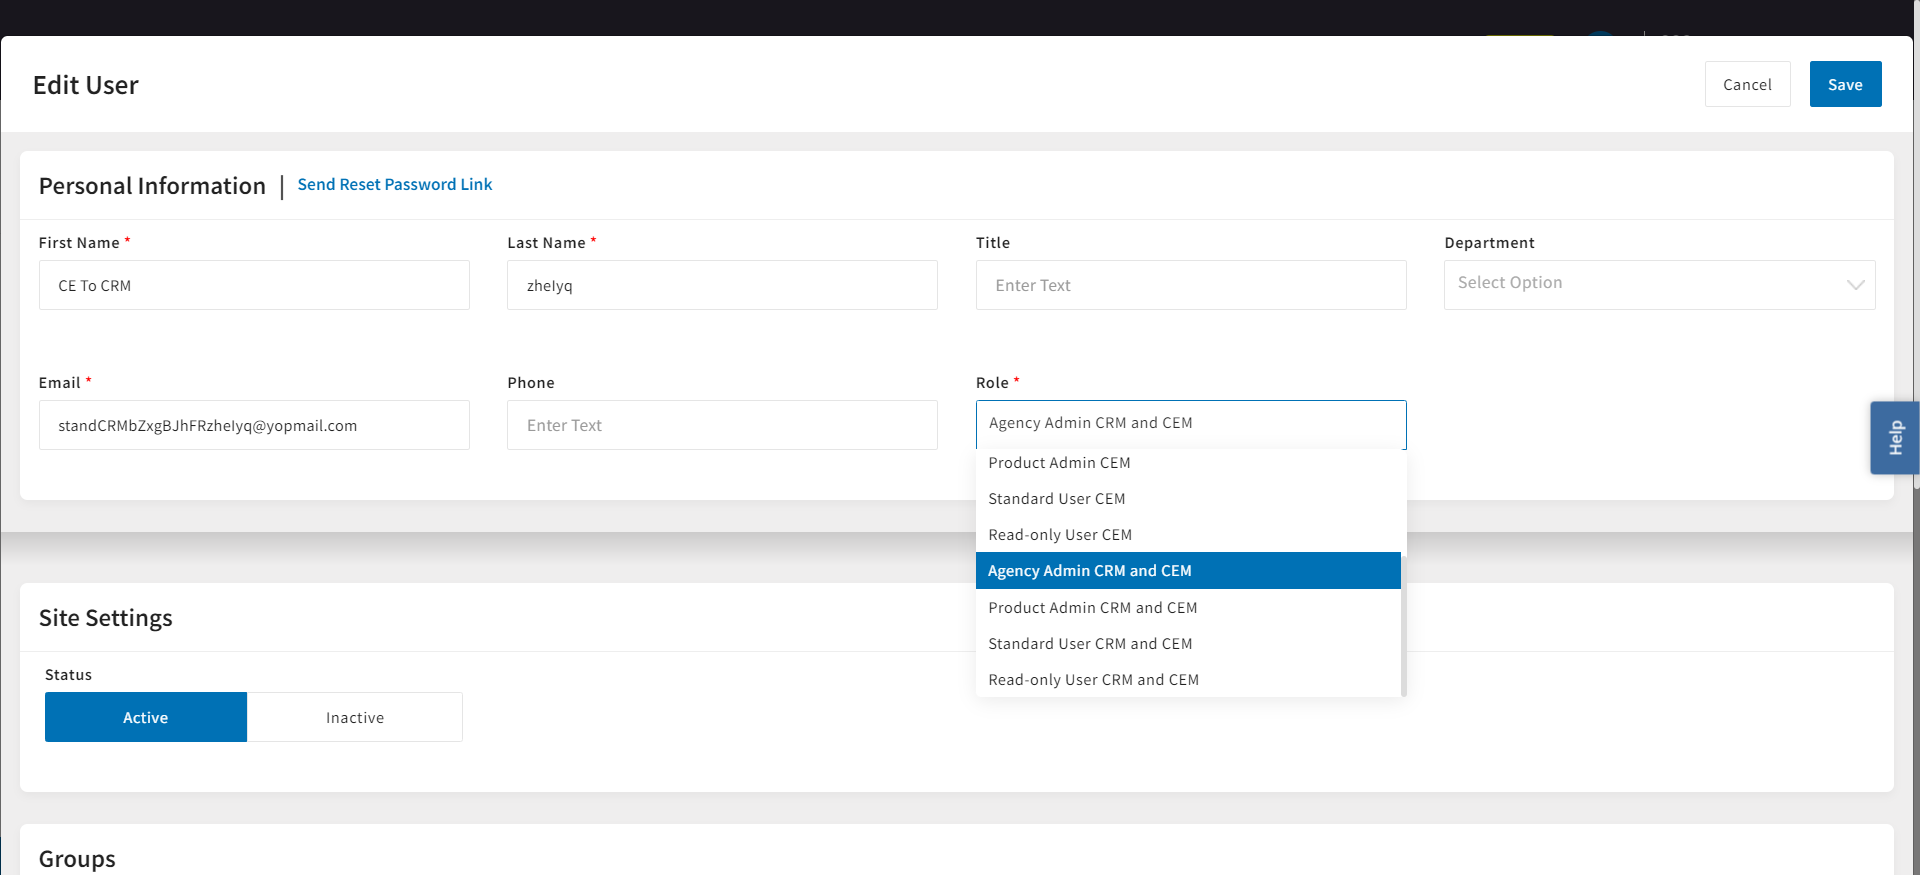 Edit User
Cancel
Save
Personal Information | Send Reset Password Link
First Name *
Last Name *
Title
Department
CE To CRM
zhelyq
Enter Text
Select Option
Email *
Phone
Role *
standCRMbZxgBJhFRzhelyq@yopmail.com
Enter Text
Agency Admin CRM and CEM
Product Admin CEM
Standard User CEM
Read-only User CEM
Agency Admin CRM and CEM
Product Admin CRM and CEM
Standard User CRM and CEM
Read-only User CRM and CEM
Help
Site Settings
Status
Active
Inactive
Groups